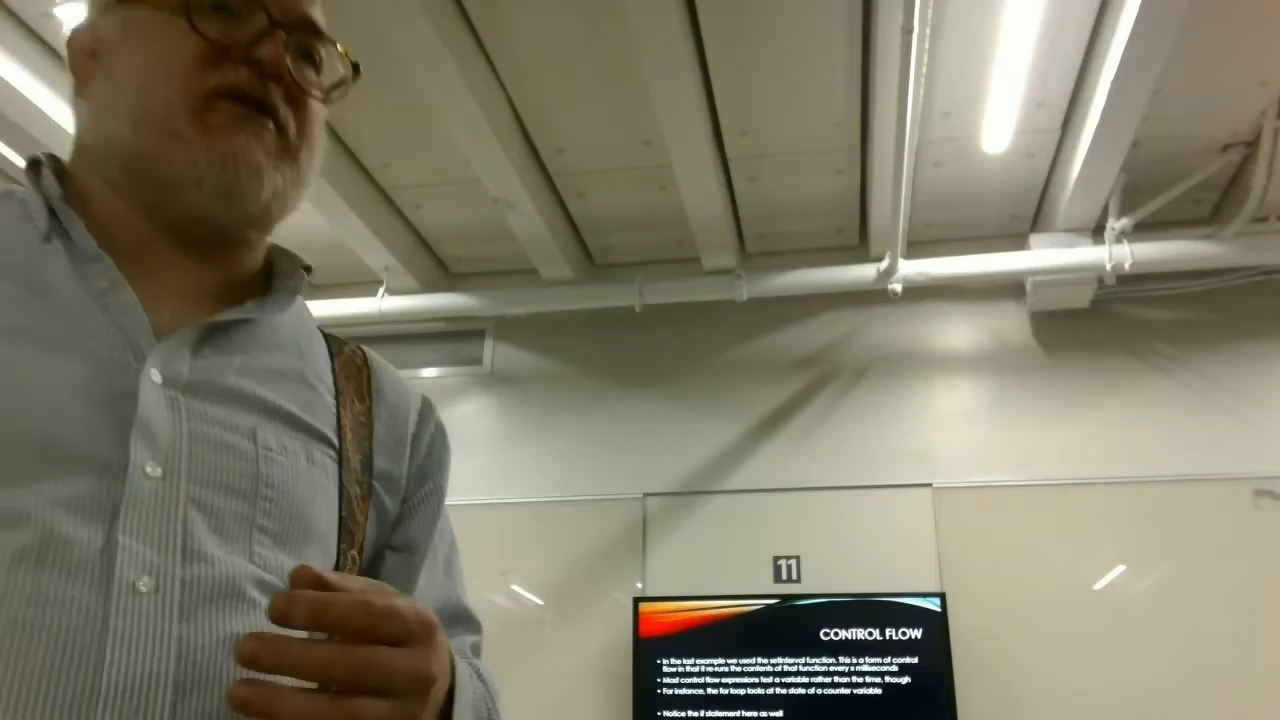 11
CONTROL FLOW
• In the last example we used the setInterval function. This is a form of control
flow in that it re-runs the contents of that function every x milliseconds
• Most control flow expressions test a variable rather than the time, though
• For instance, the for loop looks at the state of a counter variable
• Notice the if statement here as well